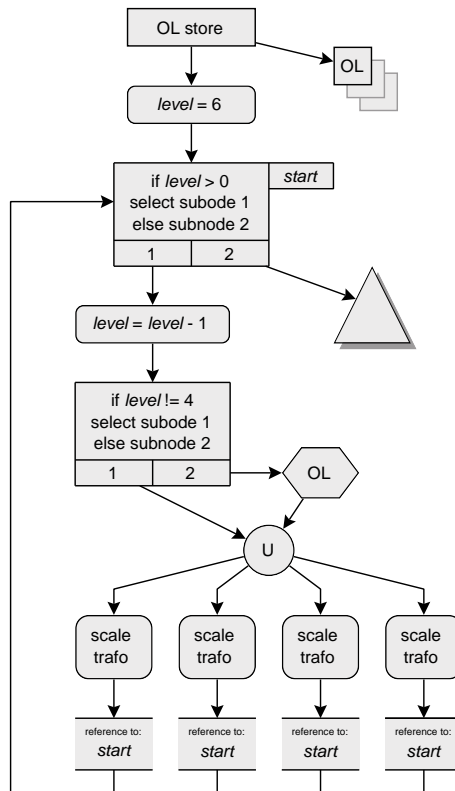 OL store
OL
level = 6
start
if level > 0
select subode 1
else subnode 2
1 2
level = level - 1
if level != 4
select subode 1
else subnode 2
1 2
OL
U
scale trafo
scale trafo
scale trafo
scale trafo
reference to: start
reference to: start
reference to: start
reference to: start